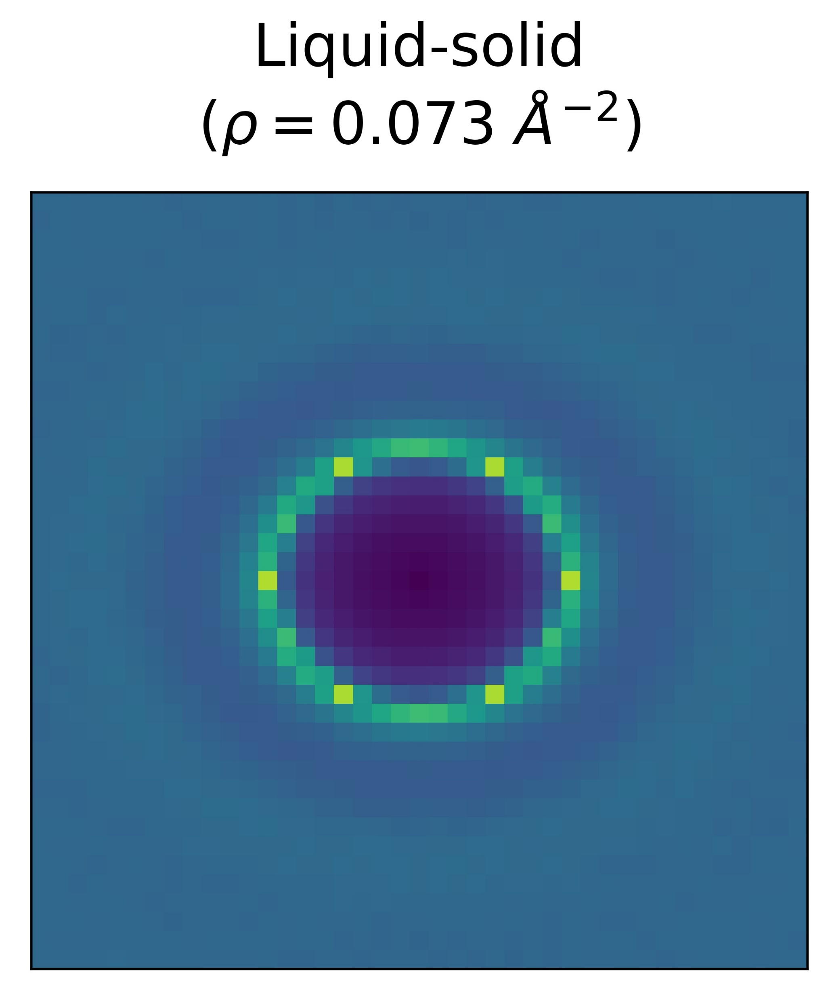 Liquid-solid
(ρ = 0.073 Å⁻²)